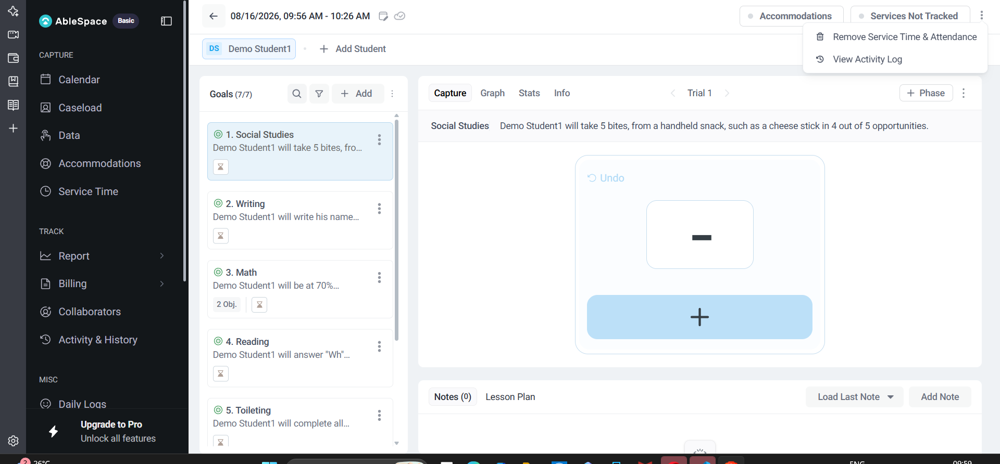 AbleSpace Basic
CAPTURE
Calendar
Caseload
Data
Accommodations
Service Time
TRACK
Report
Billing
Collaborators
Activity & History
MISC
Daily Logs
Upgrade to Pro
Unlock all features
08/16/2026, 09:56 AM - 10:26 AM
Accommodations
Services Not Tracked
Remove Service Time & Attendance
View Activity Log
DS Demo Student1
+ Add Student
Goals (7/7)
+ Add
1. Social Studies
Demo Student1 will take 5 bites, fro...
2. Writing
Demo Student1 will write his name...
3. Math
Demo Student1 will be at 70%...
2 Obj.
4. Reading
Demo Student1 will answer "Wh"...
5. Toileting
Demo Student1 will complete all...
Capture Graph Stats Info
Trial 1
+ Phase
Social Studies Demo Student1 will take 5 bites, from a handheld snack, such as a cheese stick in 4 out of 5 opportunities.
Undo
–
+
Notes (0) Lesson Plan
Load Last Note
Add Note
2 26°C
ENG
09:59